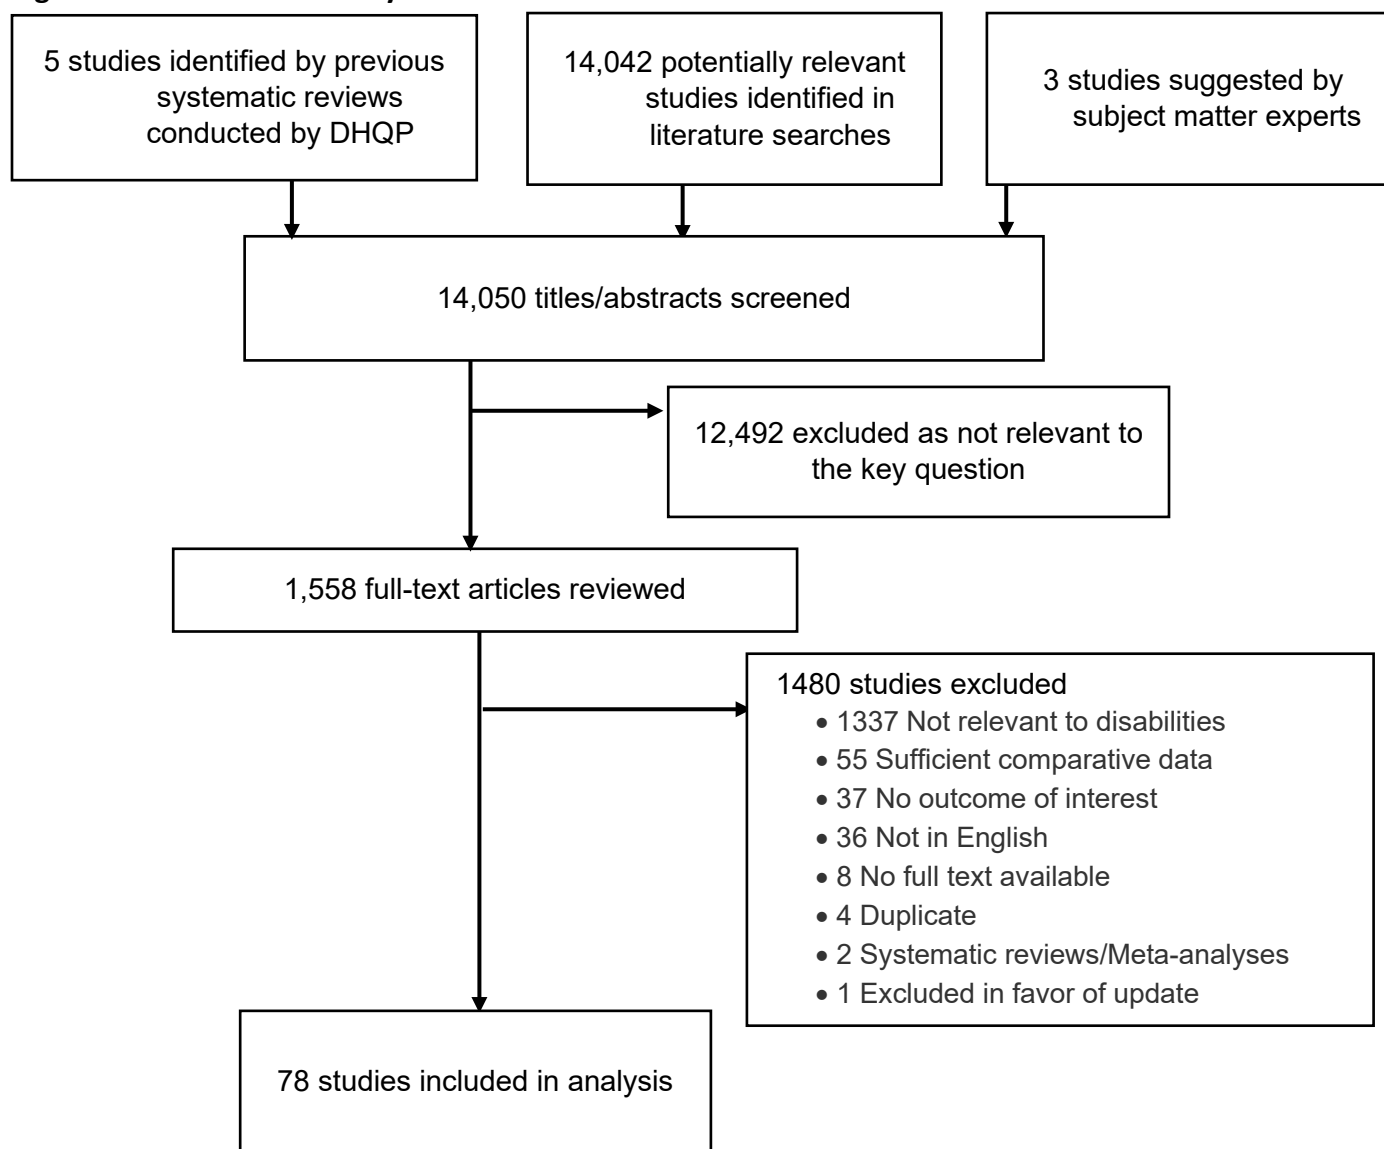 5 studies identified by previous
systematic reviews
conducted by DHQP
14,042 potentially relevant
studies identified in
literature searches
3 studies suggested by
subject matter experts
14,050 titles/abstracts screened
12,492 excluded as not relevant to
the key question
1,558 full-text articles reviewed
1480 studies excluded
• 1337 Not relevant to disabilities
• 55 Sufficient comparative data
• 37 No outcome of interest
• 36 Not in English
• 8 No full text available
• 4 Duplicate
• 2 Systematic reviews/Meta-analyses
• 1 Excluded in favor of update
78 studies included in analysis